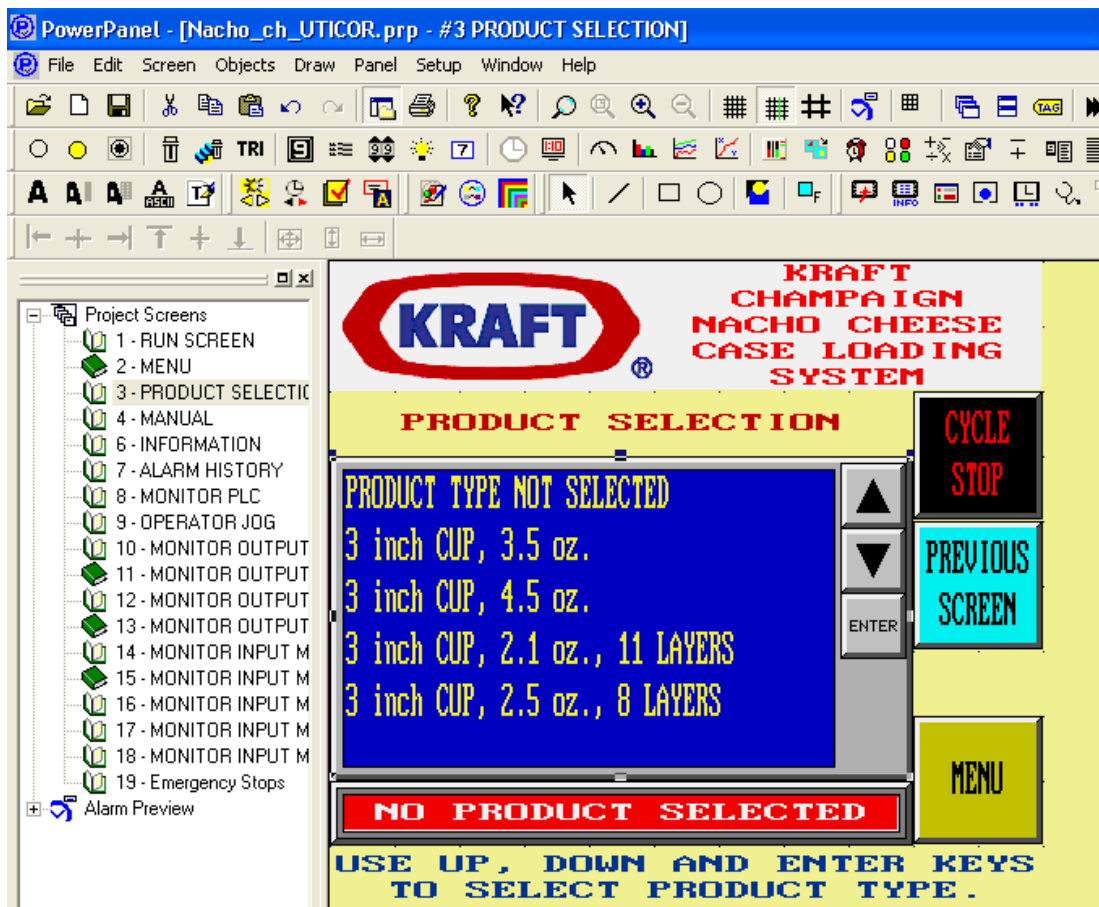 PowerPanel - [Nacho_ch_UTICOR.prp - #3 PRODUCT SELECTION]
File Edit Screen Objects Draw Panel Setup Window Help
TAG
TRI 9 7
A A A A ASCII T F INFO
Project Screens
1 - RUN SCREEN
2 - MENU
3 - PRODUCT SELECTIO
4 - MANUAL
6 - INFORMATION
7 - ALARM HISTORY
8 - MONITOR PLC
9 - OPERATOR JOG
10 - MONITOR OUTPUT
11 - MONITOR OUTPUT
12 - MONITOR OUTPUT
13 - MONITOR OUTPUT
14 - MONITOR INPUT M
15 - MONITOR INPUT M
16 - MONITOR INPUT M
17 - MONITOR INPUT M
18 - MONITOR INPUT M
19 - Emergency Stops
Alarm Preview
KRAFT ®
KRAFT
CHAMPAIGN
NACHO CHEESE
CASE LOADING
SYSTEM
PRODUCT SELECTION
PRODUCT TYPE NOT SELECTED
3 inch CUP, 3.5 oz.
3 inch CUP, 4.5 oz.
3 inch CUP, 2.1 oz., 11 LAYERS
3 inch CUP, 2.5 oz., 8 LAYERS
ENTER
CYCLE
STOP
PREVIOUS
SCREEN
MENU
NO PRODUCT SELECTED
USE UP, DOWN AND ENTER KEYS
TO SELECT PRODUCT TYPE.